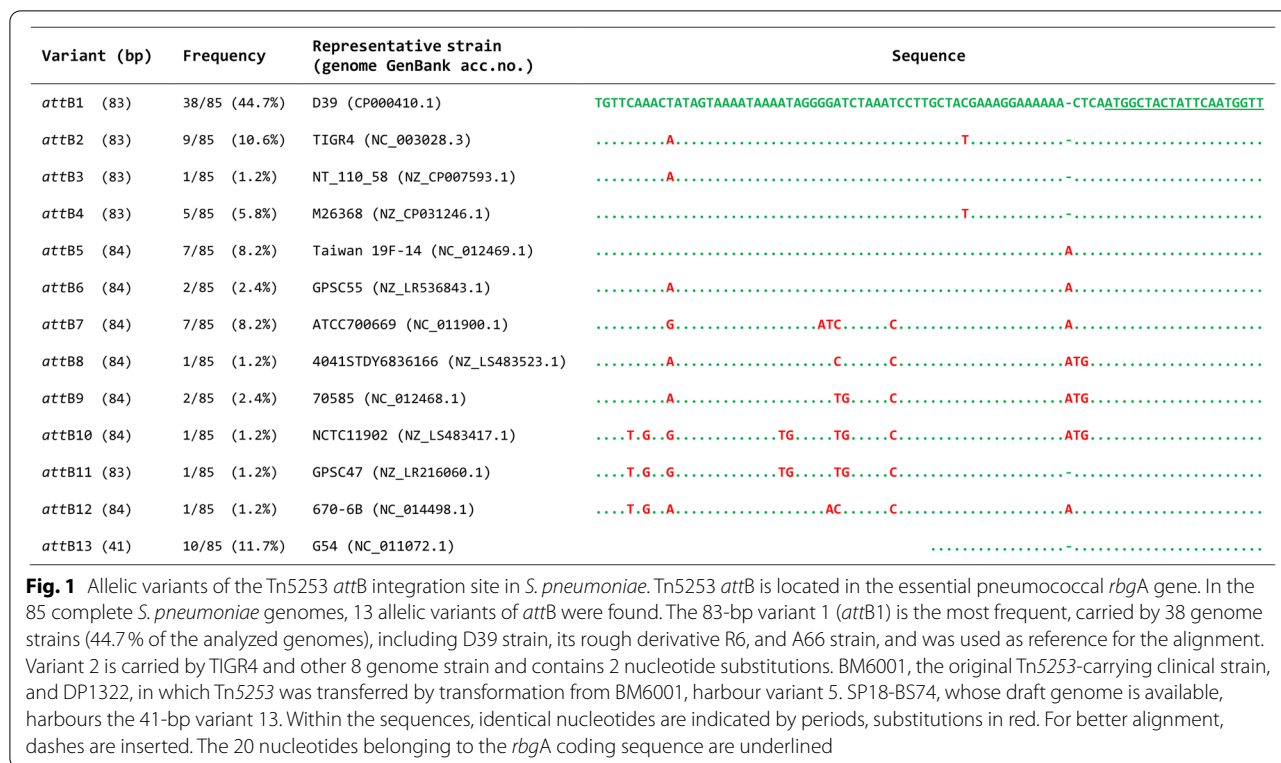 Variant (bp) Frequency Representative strain (genome GenBank acc.no.) Sequence
attB1 (83) 38/85 (44.7%) D39 (CP000410.1) TGTTCAAACTATAGTAAAATAAAATAGGGGATCTAAATCCTTGCTACGAAAGGAAAAAA-CTCAATGGCTACTATTCAATGGTT
attB2 (83) 9/85 (10.6%) TIGR4 (NC_003028.3) .........A....................................T............-........................
attB3 (83) 1/85 (1.2%) NT_110_58 (NZ_CP007593.1) .........A.................................................-........................
attB4 (83) 5/85 (5.8%) M26368 (NZ_CP031246.1) ..............................................T............-........................
attB5 (84) 7/85 (8.2%) Taiwan 19F-14 (NC_012469.1) ...........................................................A........................
attB6 (84) 2/85 (2.4%) GPSC55 (NZ_LR536843.1) .........A.................................................A........................
attB7 (84) 7/85 (8.2%) ATCC700669 (NC_011900.1) .........G..................ATC......C.....................A........................
attB8 (84) 1/85 (1.2%) 4041STDY6836166 (NZ_LS483523.1) .........A....................C......C.....................ATG......................
attB9 (84) 2/85 (2.4%) 70585 (NC_012468.1) .........A....................TG.....C.....................ATG......................
attB10 (84) 1/85 (1.2%) NCTC11902 (NZ_LS483417.1) ....T.G..G.............TG.....TG.....C.....................ATG......................
attB11 (83) 1/85 (1.2%) GPSC47 (NZ_LR216060.1) ....T.G..G.............TG.....TG.....C.....................-........................
attB12 (84) 1/85 (1.2%) 670-6B (NC_014498.1) ....T.G..A...................AC......C.....................A........................
attB13 (41) 10/85 (11.7%) G54 (NC_011072.1) .................-........................
Fig. 1 Allelic variants of the Tn5253 attB integration site in S. pneumoniae. Tn5253 attB is located in the essential pneumococcal rbgA gene. In the
85 complete S. pneumoniae genomes, 13 allelic variants of attB were found. The 83-bp variant 1 (attB1) is the most frequent, carried by 38 genome
strains (44.7% of the analyzed genomes), including D39 strain, its rough derivative R6, and A66 strain, and was used as reference for the alignment.
Variant 2 is carried by TIGR4 and other 8 genome strain and contains 2 nucleotide substitutions. BM6001, the original Tn5253-carrying clinical strain,
and DP1322, in which Tn5253 was transferred by transformation from BM6001, harbour variant 5. SP18-BS74, whose draft genome is available,
harbours the 41-bp variant 13. Within the sequences, identical nucleotides are indicated by periods, substitutions in red. For better alignment,
dashes are inserted. The 20 nucleotides belonging to the rbgA coding sequence are underlined